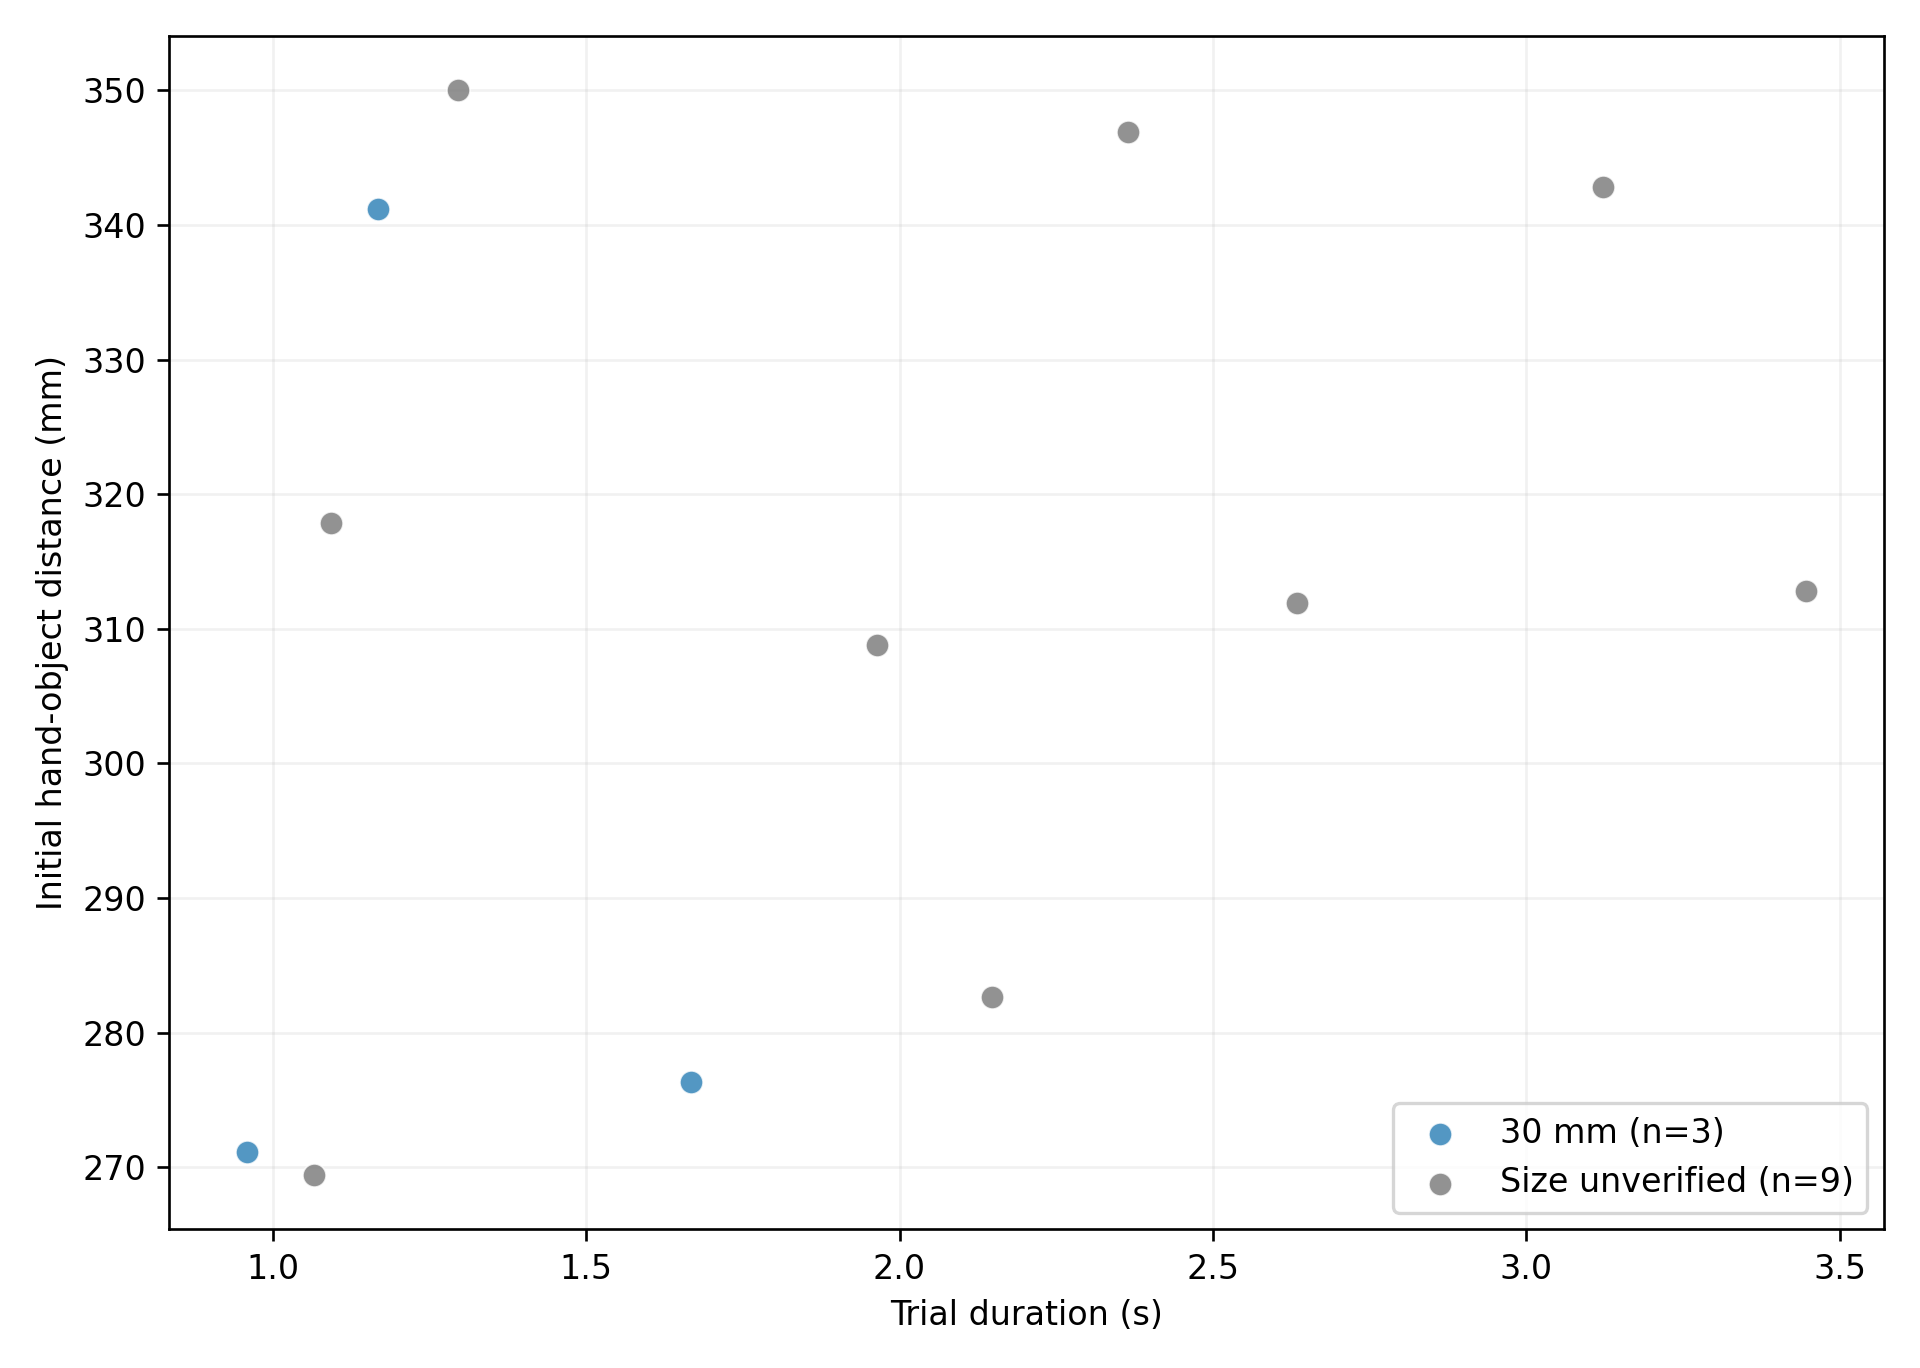 350
340
330
320
310
300
290
280
270
Initial hand-object distance (mm)
30 mm (n=3)
Size unverified (n=9)
1.0 1.5 2.0 2.5 3.0 3.5
Trial duration (s)